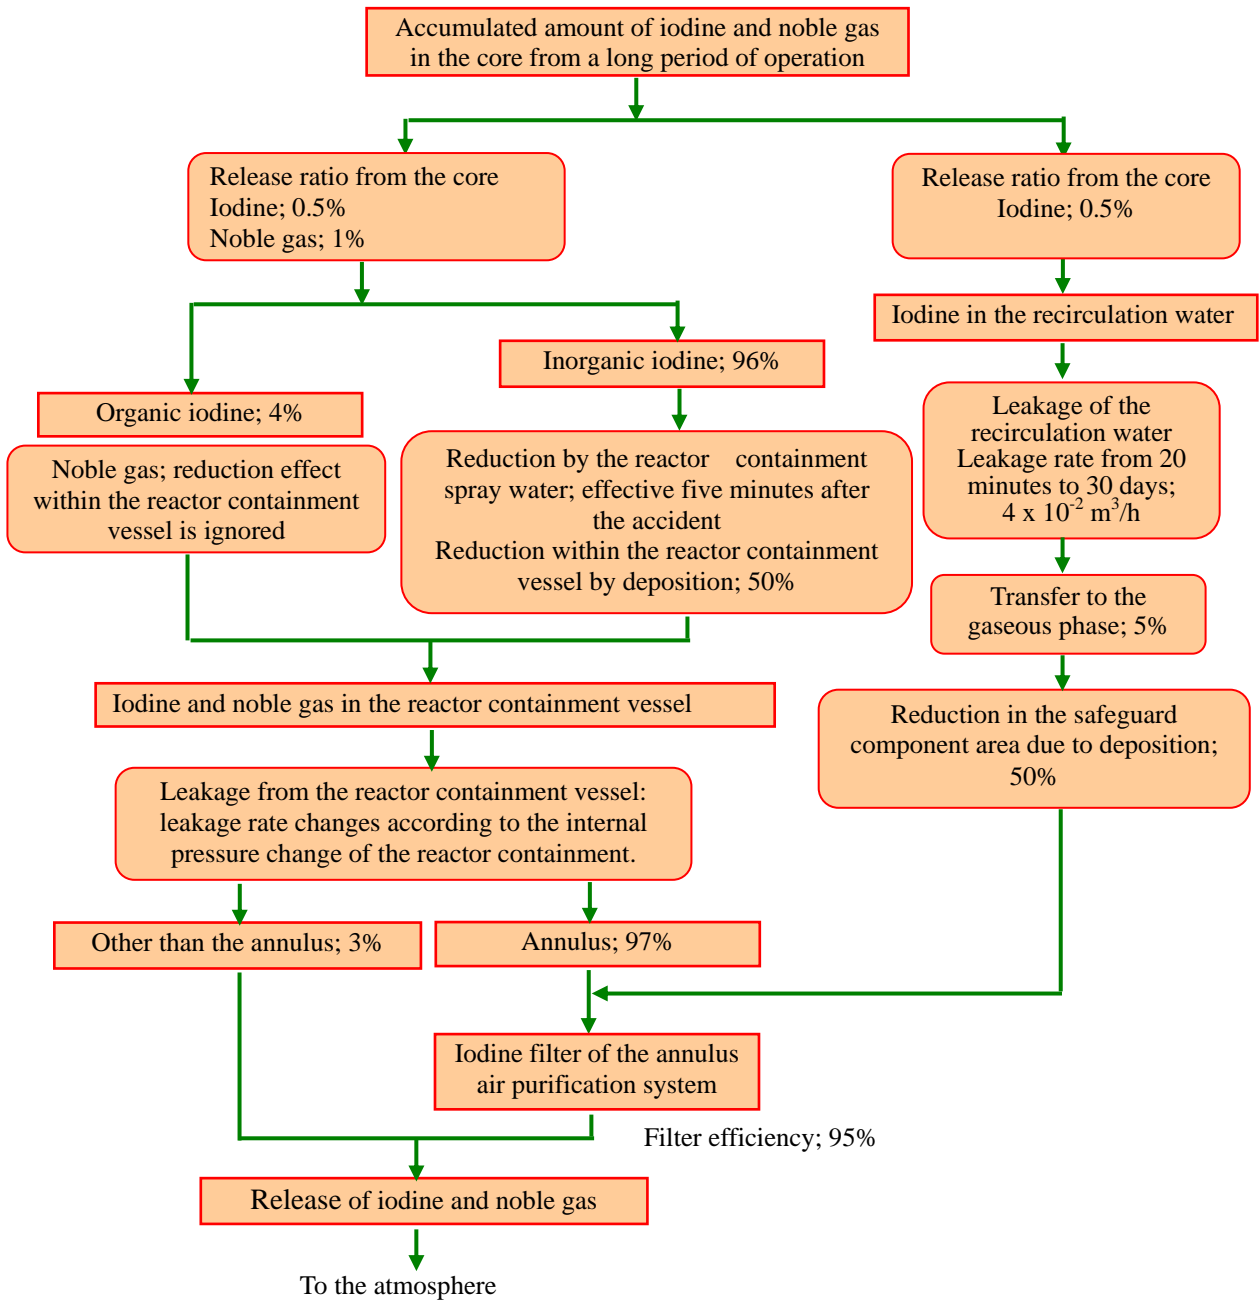 Accumulated amount of iodine and noble gas
in the core from a long period of operation
Release ratio from the core
Iodine; 0.5%
Noble gas; 1%
Release ratio from the core
Iodine; 0.5%
Iodine in the recirculation water
Inorganic iodine; 96%
Organic iodine; 4%
Noble gas; reduction effect
within the reactor containment
vessel is ignored
Reduction by the reactor containment
spray water; effective five minutes after
the accident
Reduction within the reactor containment
vessel by deposition; 50%
Leakage of the
recirculation water
Leakage rate from 20
minutes to 30 days;
4 x 10⁻² m³/h
Transfer to the
gaseous phase; 5%
Iodine and noble gas in the reactor containment vessel
Reduction in the safeguard
component area due to deposition;
50%
Leakage from the reactor containment vessel:
leakage rate changes according to the internal
pressure change of the reactor containment.
Other than the annulus; 3%
Annulus; 97%
Iodine filter of the annulus
air purification system
Filter efficiency; 95%
Release of iodine and noble gas
To the atmosphere